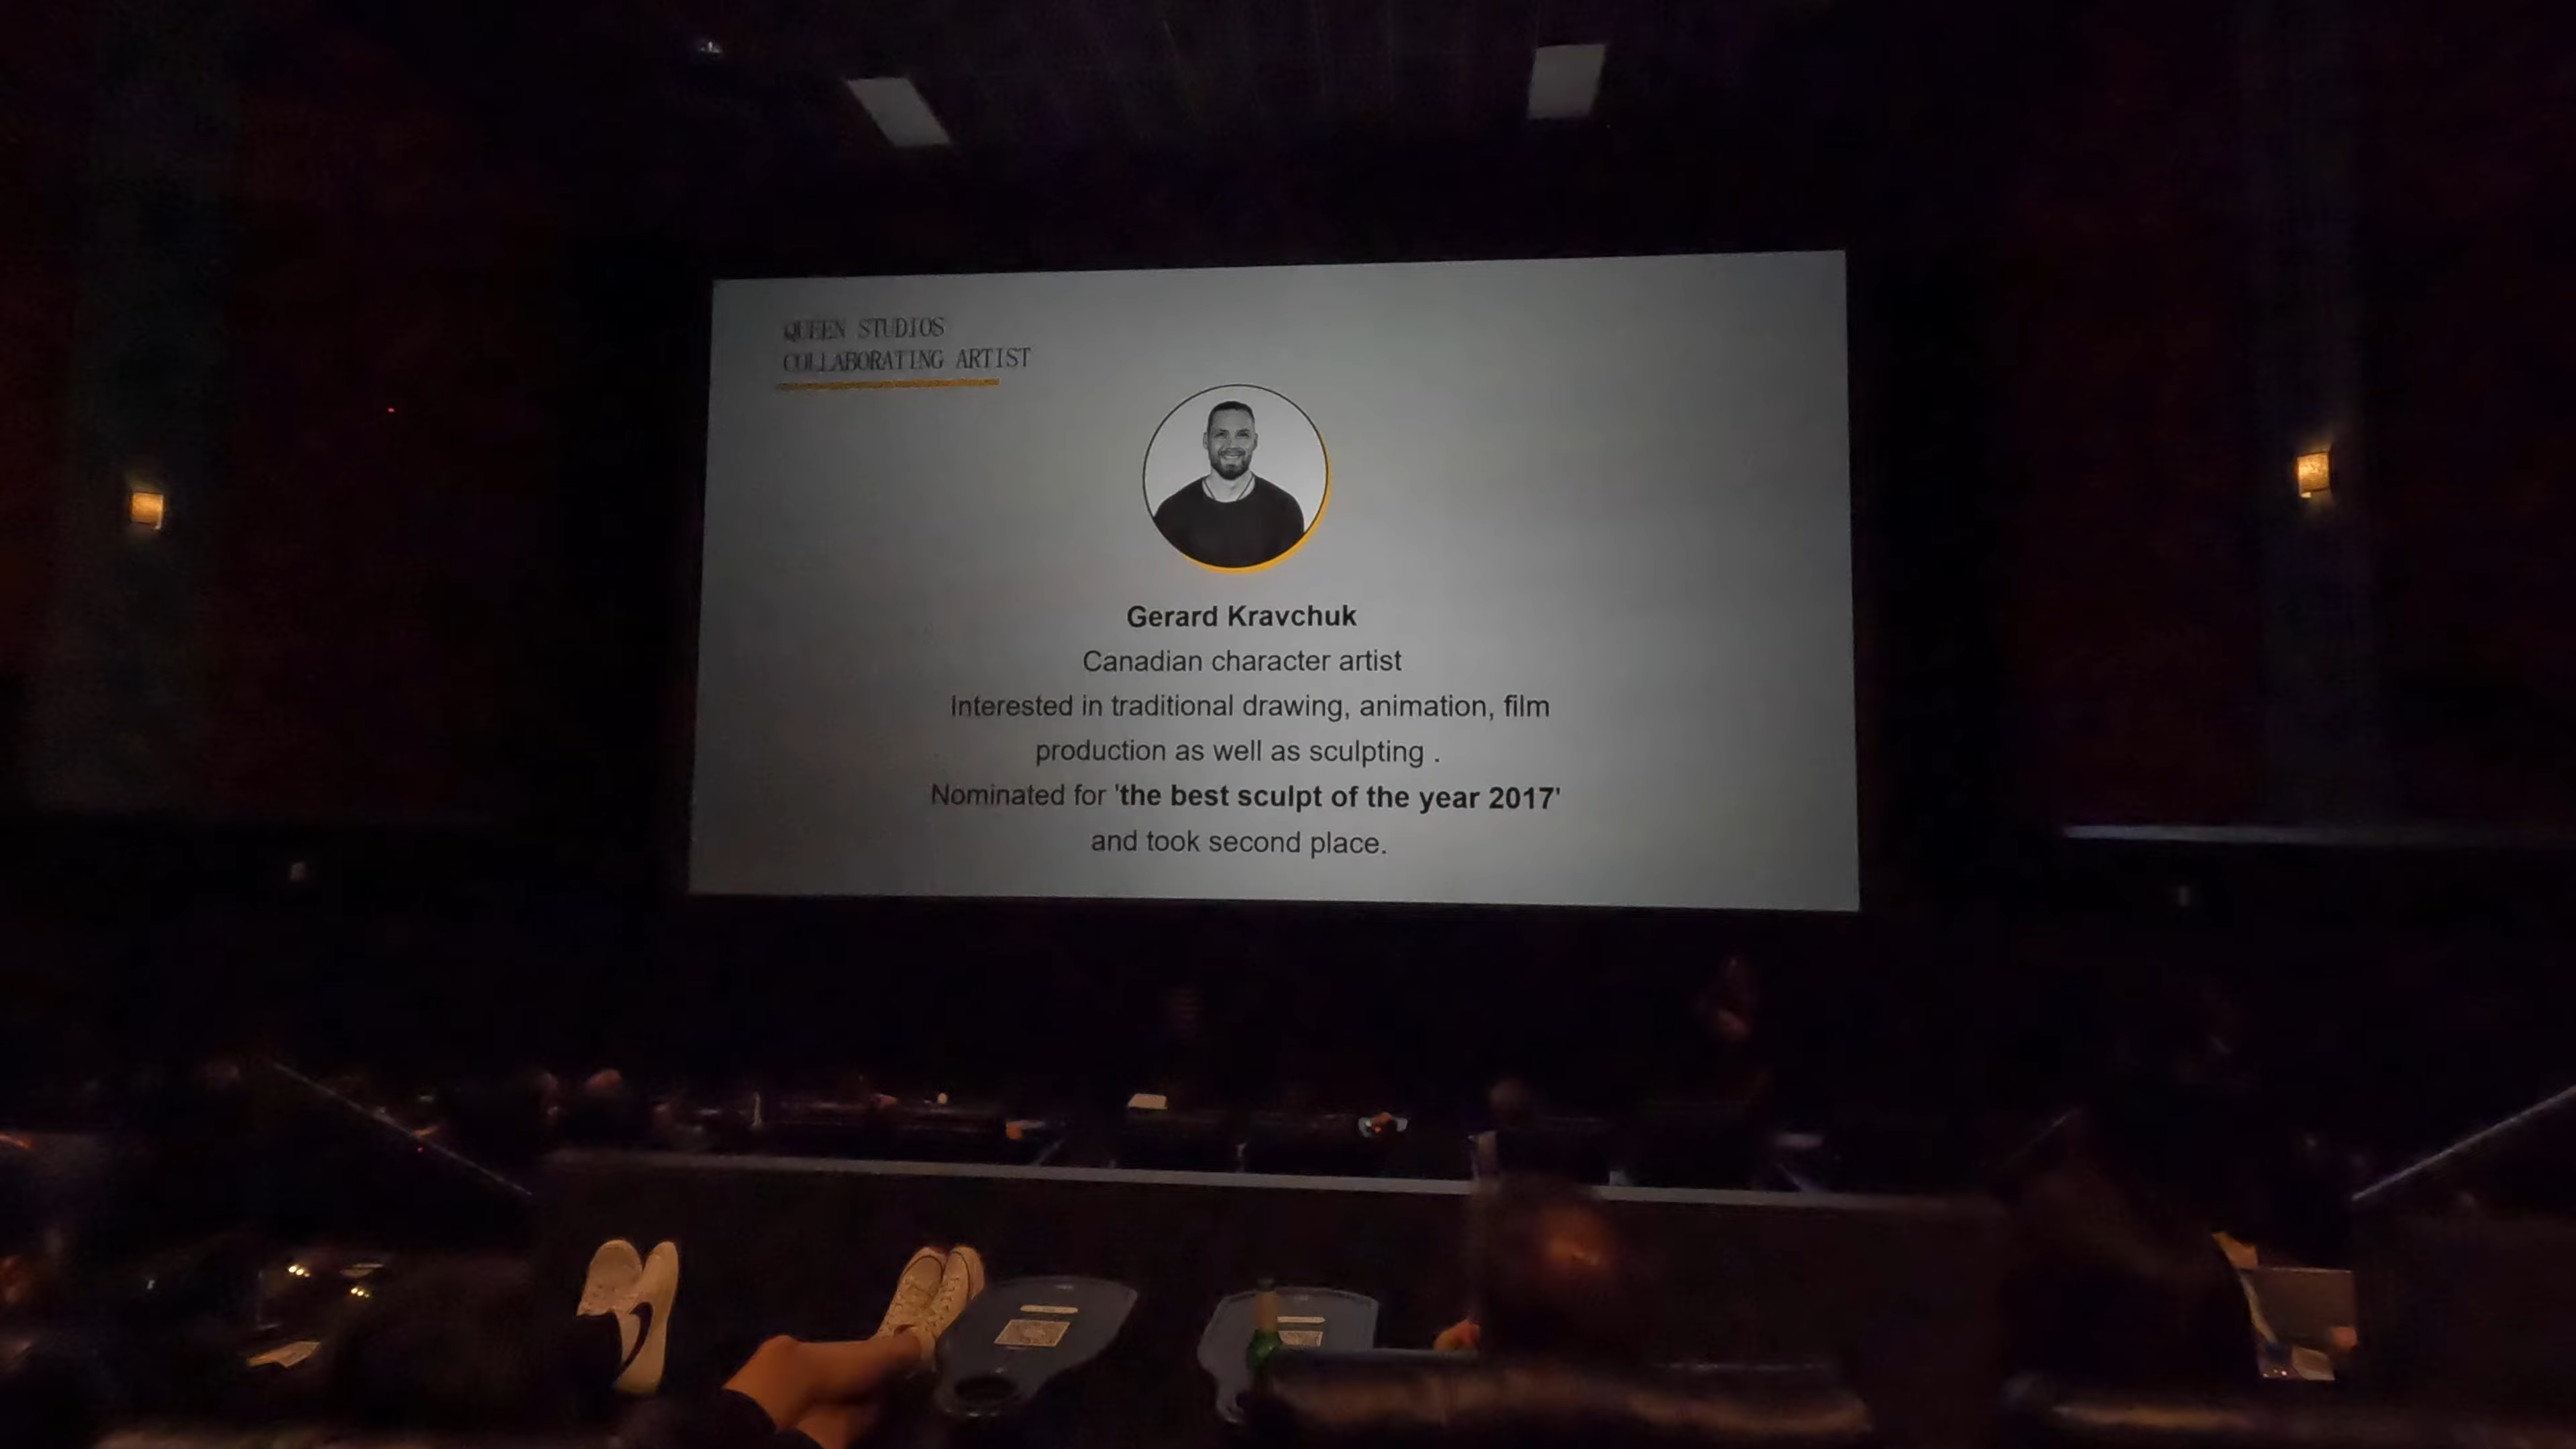 QUEEN STUDIOS
COLLABORATING ARTIST
Gerard Kravchuk
Canadian character artist
Interested in traditional drawing, animation, film
production as well as sculpting .
Nominated for 'the best sculpt of the year 2017'
and took second place.